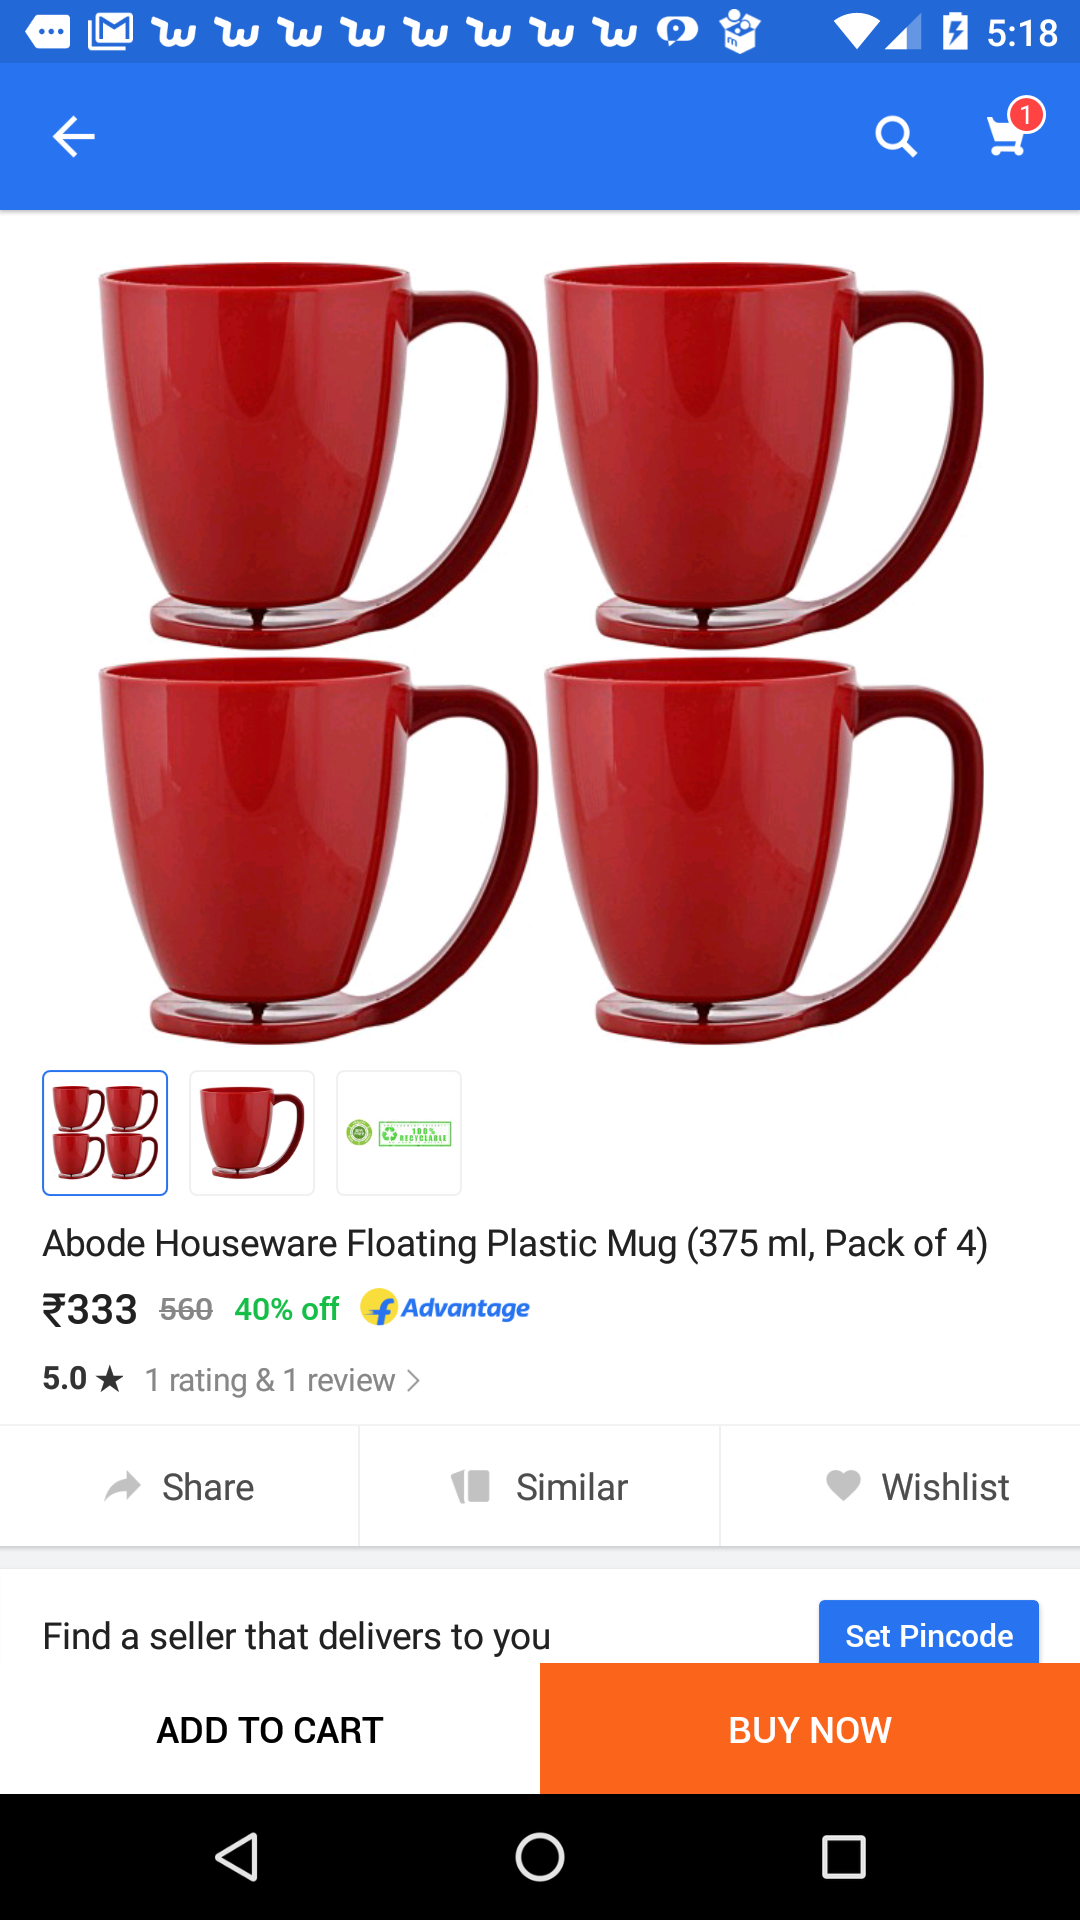 5:18
1
100%
RECYCLABLE
Abode Houseware Floating Plastic Mug (375 ml, Pack of 4)
₹333 560 40% off f Advantage
5.0 ★ 1 rating & 1 review
Share Similar Wishlist
Find a seller that delivers to you Set Pincode
ADD TO CART BUY NOW